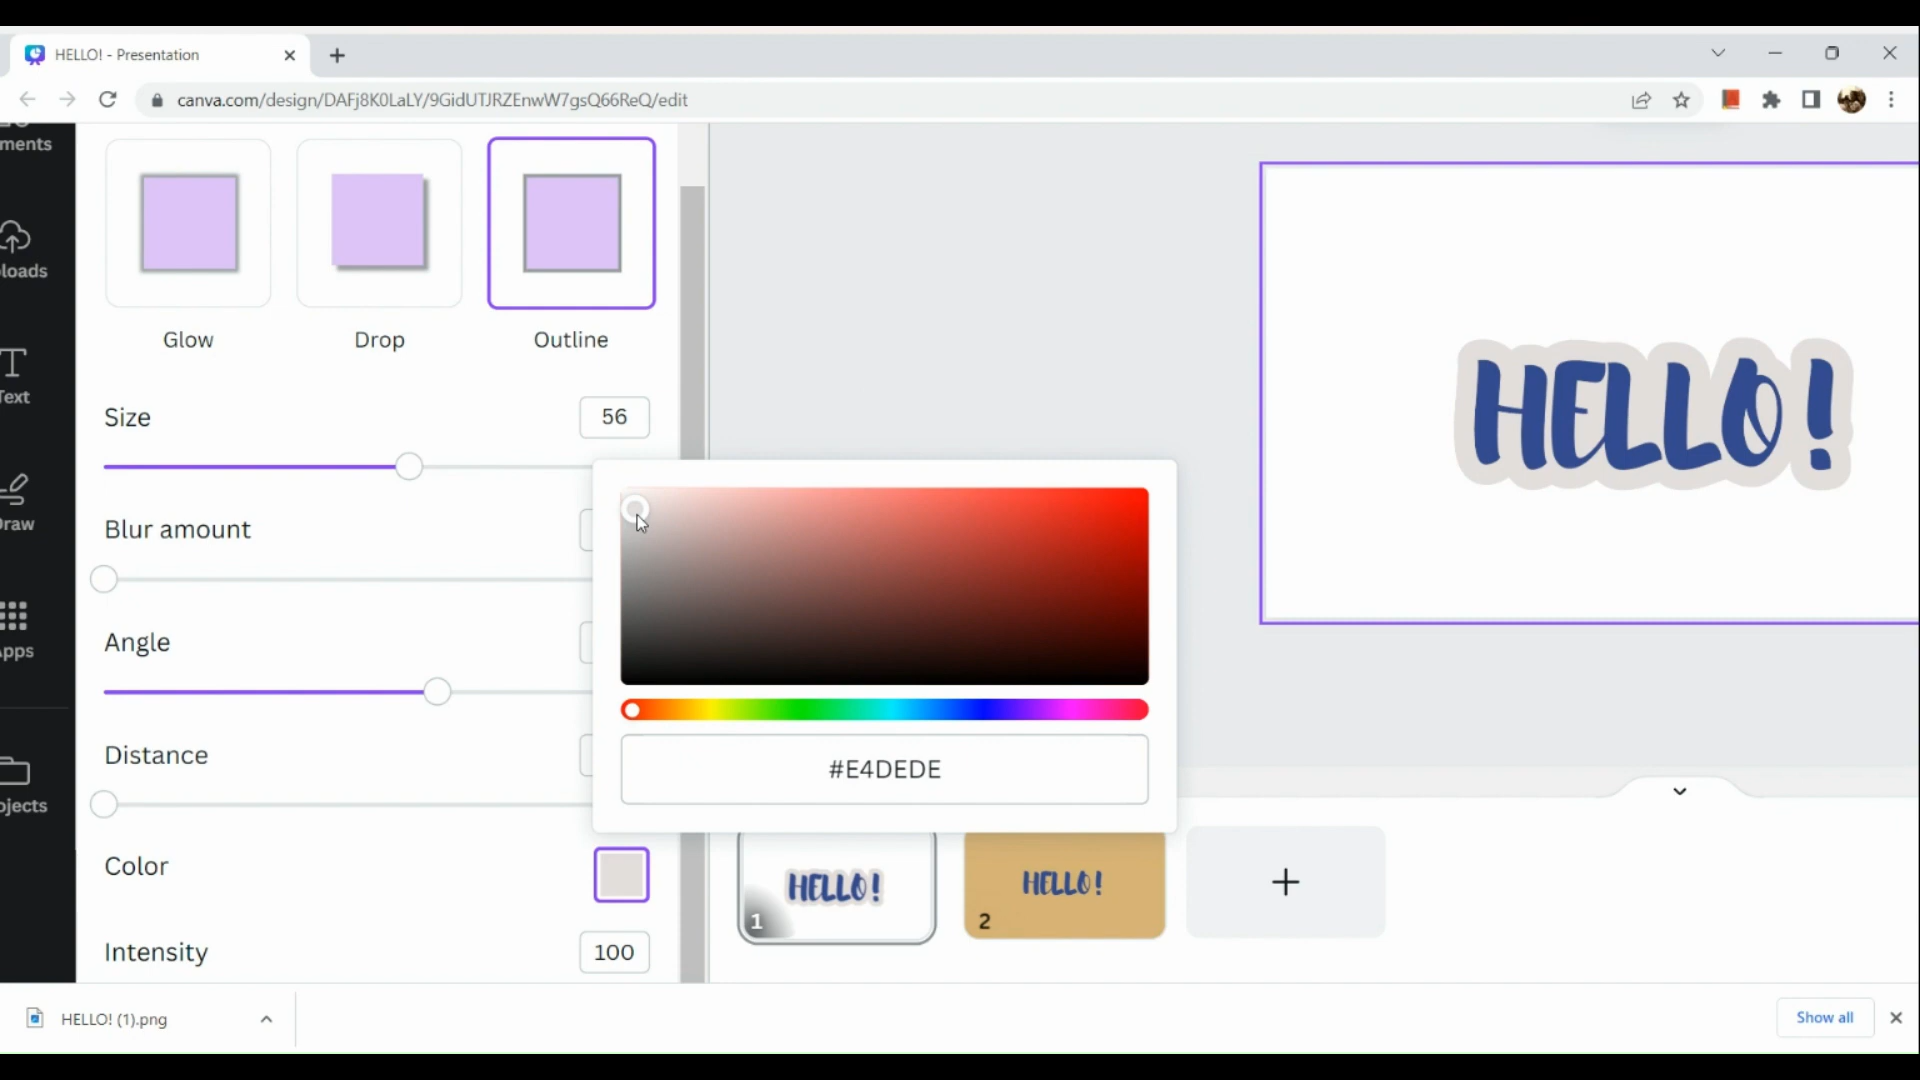 HELLO! - Presentation
canva.com/design/DAFj8K0LaLY/9GidUTJRZEnwW7gsQ66ReQ/edit
ments
loads
Text
Draw
Apps
ojects
Glow
Drop
Outline
Size
56
Blur amount
Angle
Distance
Color
Intensity
100
#E4DEDE
HELLO!
HELLO!
1
HELLO!
2
HELLO! (1).png
Show all